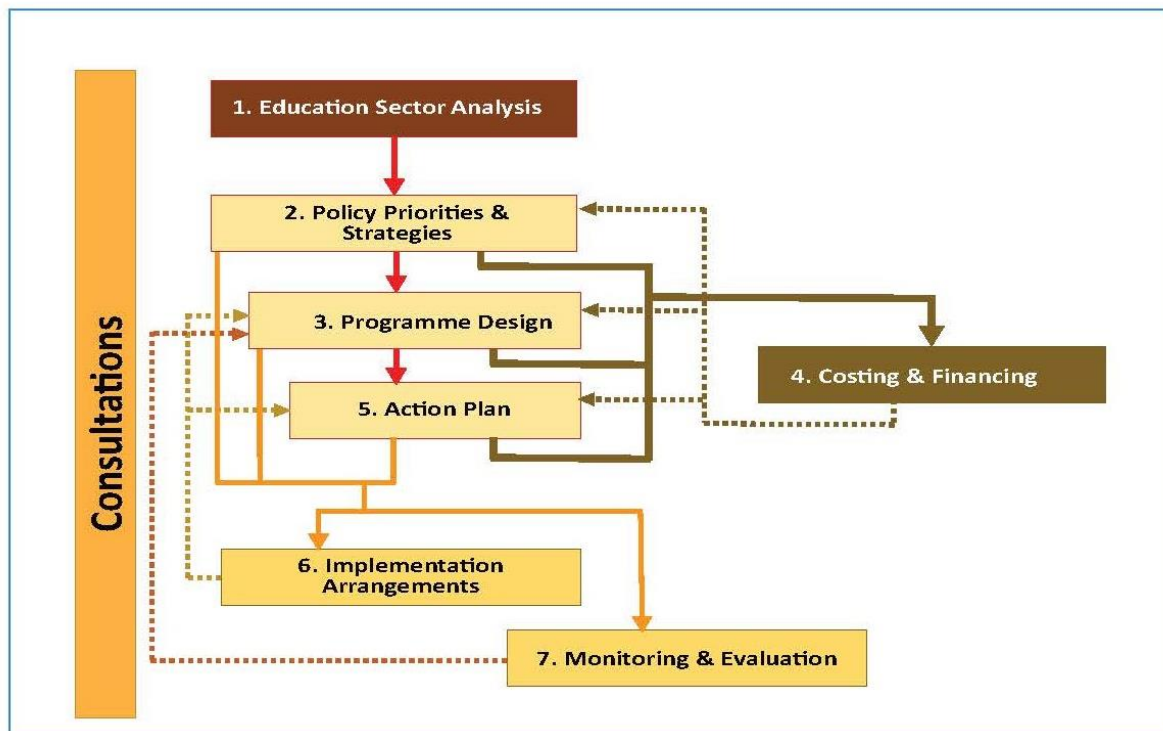 Consultations
1. Education Sector Analysis
2. Policy Priorities &
Strategies
3. Programme Design
4. Costing & Financing
5. Action Plan
6. Implementation
Arrangements
7. Monitoring & Evaluation